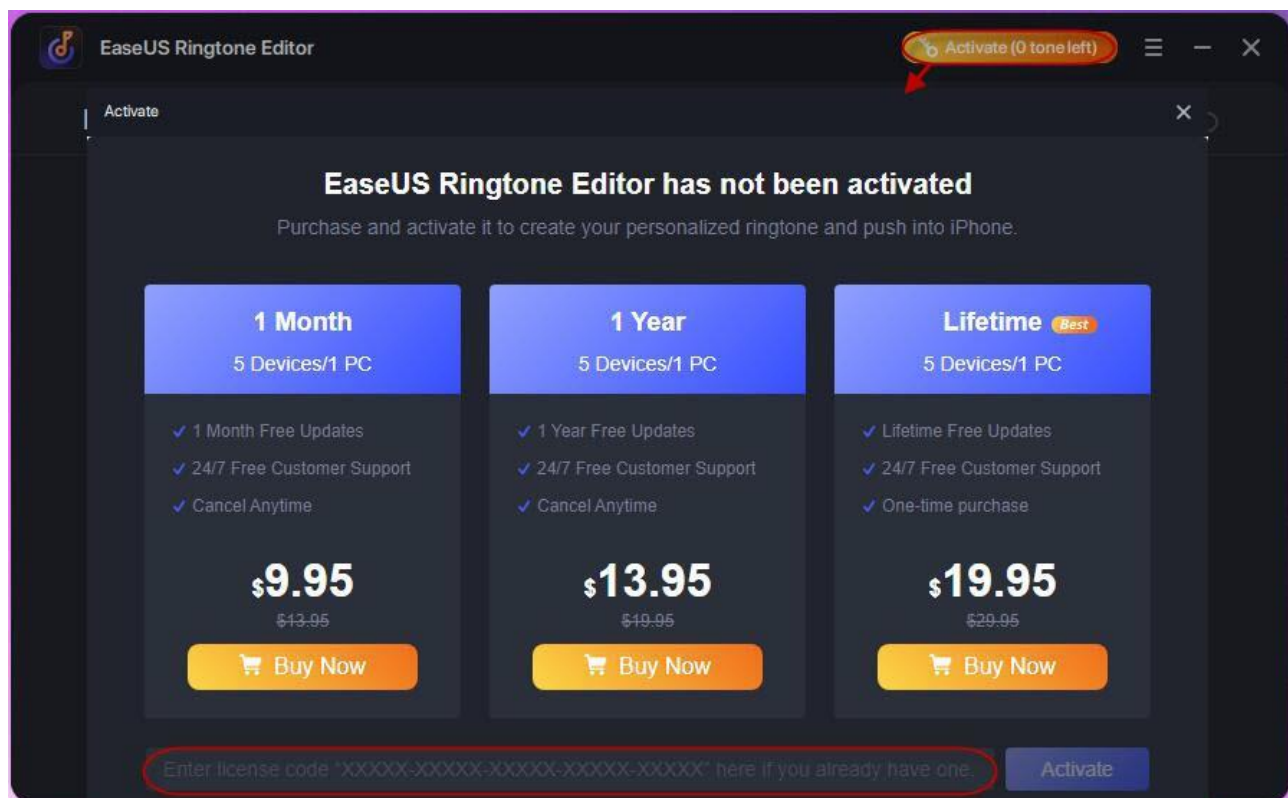 EaseUS Ringtone Editor
Activate (0 tone left)
Activate
EaseUS Ringtone Editor has not been activated
Purchase and activate it to create your personalized ringtone and push into iPhone.
1 Month
5 Devices/1 PC
1 Month Free Updates
24/7 Free Customer Support
Cancel Anytime
$9.95
$13.95
Buy Now
1 Year
5 Devices/1 PC
1 Year Free Updates
24/7 Free Customer Support
Cancel Anytime
$13.95
$19.95
Buy Now
Lifetime Best
5 Devices/1 PC
Lifetime Free Updates
24/7 Free Customer Support
One-time purchase
$19.95
$29.95
Buy Now
Enter license code "XXXXX-XXXXX-XXXXX-XXXXX-XXXXX" here if you already have one.
Activate